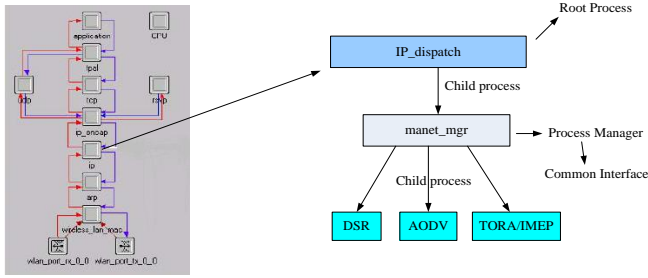 application
CPU
tpal
udp
tcp
rsvp
ip_encap
ip
arp
wireless_lan_mac
wlan_port_rx_0_0
wlan_port_tx_0_0
Root Process
IP_dispatch
Child process
manet_mgr
Process Manager
Common Interface
Child process
DSR
AODV
TORA/IMEP